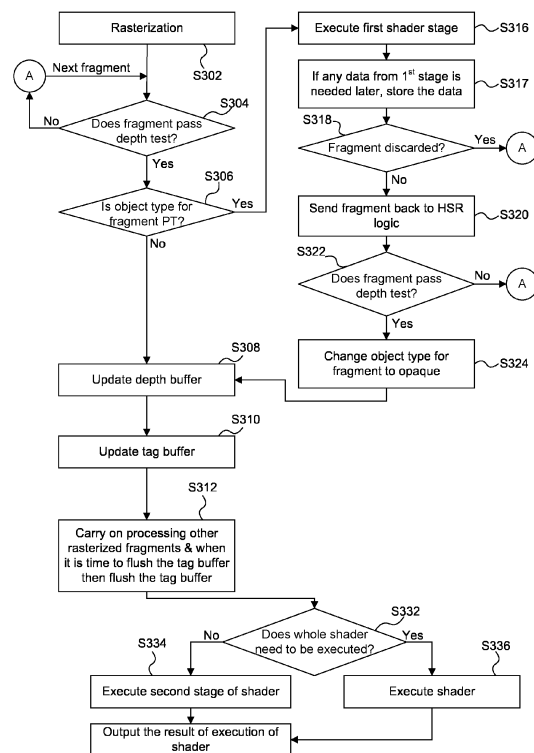 Rasterization
S302
A
Next fragment
S304
No
Does fragment pass
depth test?
Yes
S306
Is object type for
fragment PT?
Yes
No
Execute first shader stage
S316
If any data from 1st stage is
needed later, store the data
S317
S318
Fragment discarded?
Yes
A
No
Send fragment back to HSR
logic
S320
S322
Does fragment pass
depth test?
No
A
Yes
Change object type for
fragment to opaque
S324
S308
Update depth buffer
S310
Update tag buffer
S312
Carry on processing other
rasterized fragments & when
it is time to flush the tag buffer
then flush the tag buffer
S332
Does whole shader
need to be executed?
No
Yes
S334
Execute second stage of shader
S336
Execute shader
Output the result of execution of
shader